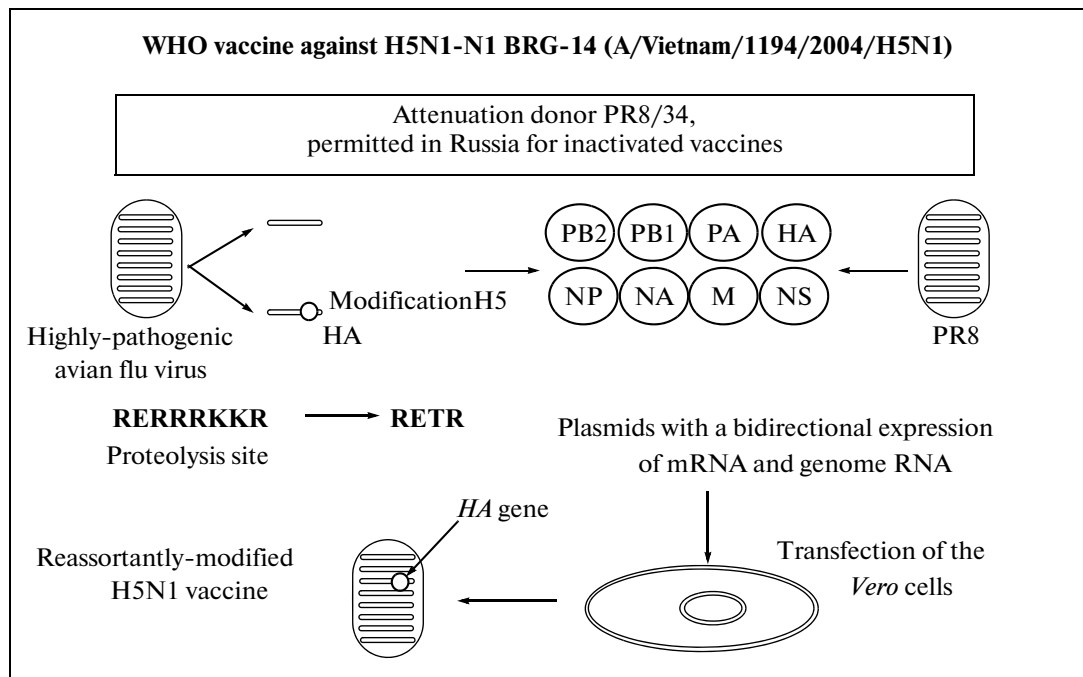 WHO vaccine against H5N1-N1 BRG-14 (A/Vietnam/1194/2004/H5N1)
Attenuation donor PR8/34,
permitted in Russia for inactivated vaccines
PB2 PB1 PA HA
NP NA M NS
ModificationH5
HA
Highly-pathogenic
avian flu virus
PR8
RERRRKKR RETR
Proteolysis site
Plasmids with a bidirectional expression
of mRNA and genome RNA
HA gene
Reassortantly-modified
H5N1 vaccine
Transfection of the
Vero cells